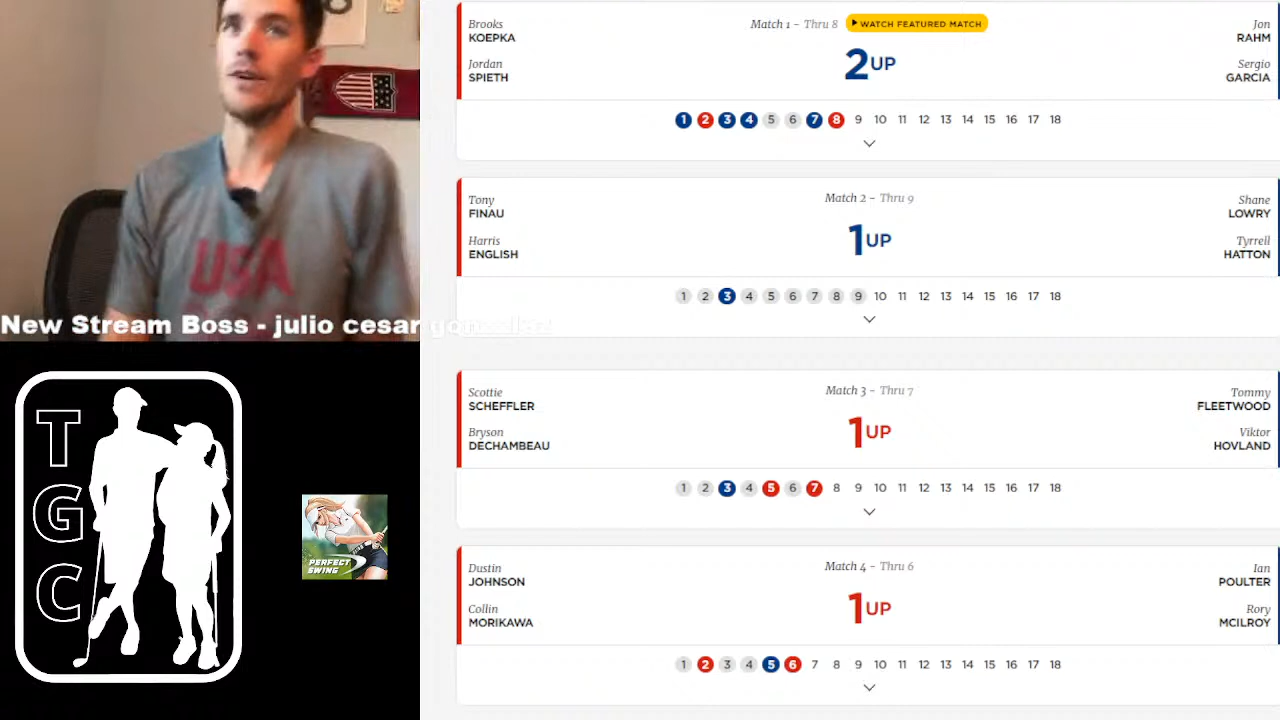 USA
New Stream Boss - julio cesar gonzalez
T
G
C
PERFECT
SWING
Brooks
KOEPKA
Jordan
SPIETH
Match 1 - Thru 8
WATCH FEATURED MATCH
2UP
Jon
RAHM
Sergio
GARCIA
1 2 3 4 5 6 7 8 9 10 11 12 13 14 15 16 17 18
Tony
FINAU
Harris
ENGLISH
Match 2 - Thru 9
1UP
Shane
LOWRY
Tyrrell
HATTON
1 2 3 4 5 6 7 8 9 10 11 12 13 14 15 16 17 18
Scottie
SCHEFFLER
Bryson
DECHAMBEAU
Match 3 - Thru 7
1UP
Tommy
FLEETWOOD
Viktor
HOVLAND
1 2 3 4 5 6 7 8 9 10 11 12 13 14 15 16 17 18
Dustin
JOHNSON
Collin
MORIKAWA
Match 4 - Thru 6
1UP
Ian
POULTER
Rory
MCILROY
1 2 3 4 5 6 7 8 9 10 11 12 13 14 15 16 17 18